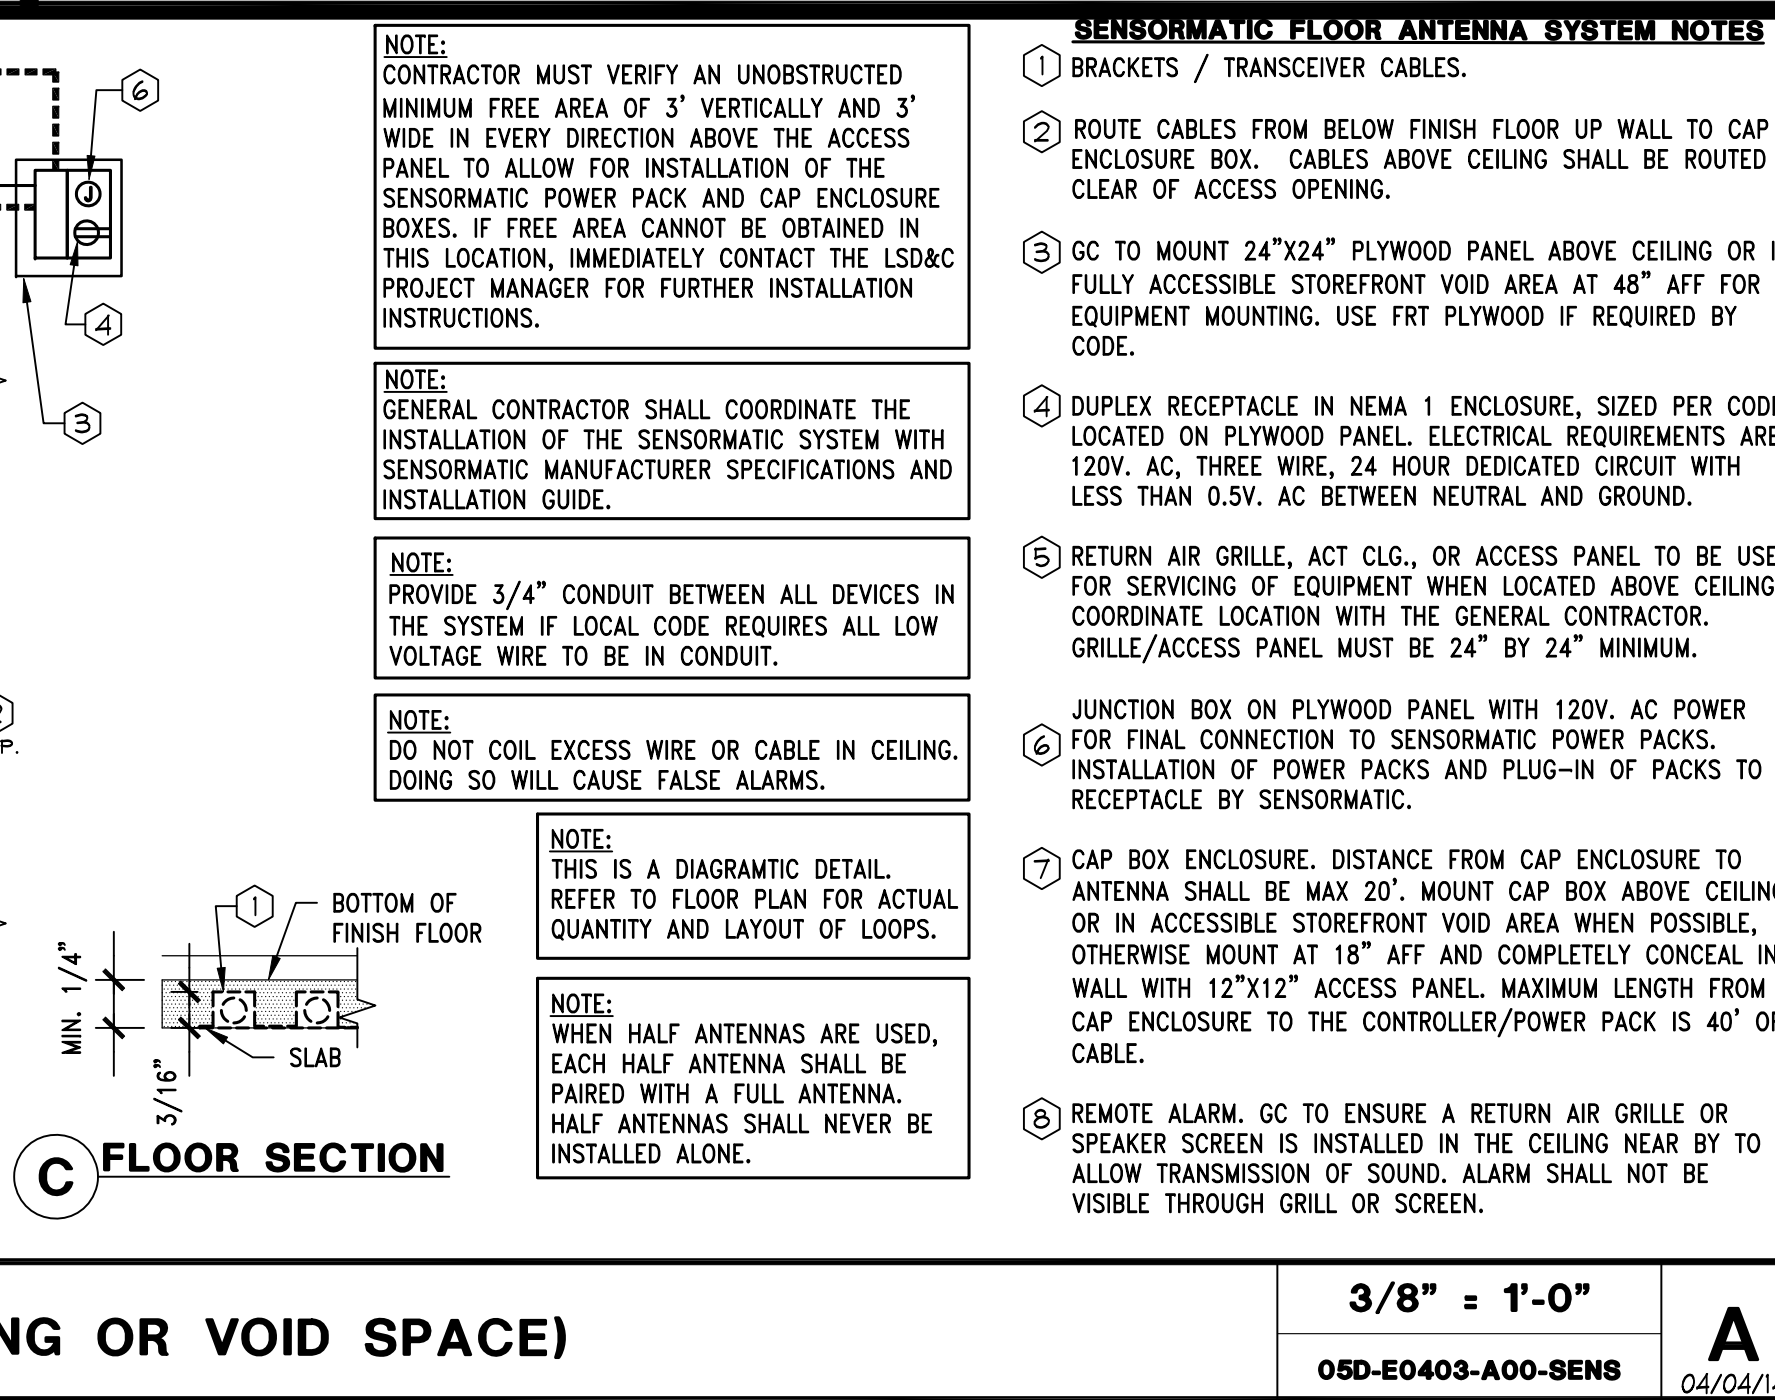 6
J
4
3
P.
NOTE:
CONTRACTOR MUST VERIFY AN UNOBSTRUCTED
MINIMUM FREE AREA OF 3' VERTICALLY AND 3'
WIDE IN EVERY DIRECTION ABOVE THE ACCESS
PANEL TO ALLOW FOR INSTALLATION OF THE
SENSORMATIC POWER PACK AND CAP ENCLOSURE
BOXES. IF FREE AREA CANNOT BE OBTAINED IN
THIS LOCATION, IMMEDIATELY CONTACT THE LSD&C
PROJECT MANAGER FOR FURTHER INSTALLATION
INSTRUCTIONS.
NOTE:
GENERAL CONTRACTOR SHALL COORDINATE THE
INSTALLATION OF THE SENSORMATIC SYSTEM WITH
SENSORMATIC MANUFACTURER SPECIFICATIONS AND
INSTALLATION GUIDE.
NOTE:
PROVIDE 3/4" CONDUIT BETWEEN ALL DEVICES IN
THE SYSTEM IF LOCAL CODE REQUIRES ALL LOW
VOLTAGE WIRE TO BE IN CONDUIT.
NOTE:
DO NOT COIL EXCESS WIRE OR CABLE IN CEILING.
DOING SO WILL CAUSE FALSE ALARMS.
NOTE:
THIS IS A DIAGRAMTIC DETAIL.
REFER TO FLOOR PLAN FOR ACTUAL
QUANTITY AND LAYOUT OF LOOPS.
NOTE:
WHEN HALF ANTENNAS ARE USED,
EACH HALF ANTENNA SHALL BE
PAIRED WITH A FULL ANTENNA.
HALF ANTENNAS SHALL NEVER BE
INSTALLED ALONE.
1
BOTTOM OF
FINISH FLOOR
MIN. 1/4"
SLAB
3/16"
C FLOOR SECTION
SENSORMATIC FLOOR ANTENNA SYSTEM NOTES
1 BRACKETS / TRANSCEIVER CABLES.
2 ROUTE CABLES FROM BELOW FINISH FLOOR UP WALL TO CAP
ENCLOSURE BOX. CABLES ABOVE CEILING SHALL BE ROUTED
CLEAR OF ACCESS OPENING.
3 GC TO MOUNT 24"X24" PLYWOOD PANEL ABOVE CEILING OR
FULLY ACCESSIBLE STOREFRONT VOID AREA AT 48" AFF FOR
EQUIPMENT MOUNTING. USE FRT PLYWOOD IF REQUIRED BY
CODE.
4 DUPLEX RECEPTACLE IN NEMA 1 ENCLOSURE, SIZED PER CODE
LOCATED ON PLYWOOD PANEL. ELECTRICAL REQUIREMENTS ARE
120V. AC, THREE WIRE, 24 HOUR DEDICATED CIRCUIT WITH
LESS THAN 0.5V. AC BETWEEN NEUTRAL AND GROUND.
5 RETURN AIR GRILLE, ACT CLG., OR ACCESS PANEL TO BE USE
FOR SERVICING OF EQUIPMENT WHEN LOCATED ABOVE CEILING
COORDINATE LOCATION WITH THE GENERAL CONTRACTOR.
GRILLE/ACCESS PANEL MUST BE 24" BY 24" MINIMUM.
JUNCTION BOX ON PLYWOOD PANEL WITH 120V. AC POWER
6 FOR FINAL CONNECTION TO SENSORMATIC POWER PACKS.
INSTALLATION OF POWER PACKS AND PLUG-IN OF PACKS TO
RECEPTACLE BY SENSORMATIC.
7 CAP BOX ENCLOSURE. DISTANCE FROM CAP ENCLOSURE TO
ANTENNA SHALL BE MAX 20'. MOUNT CAP BOX ABOVE CEILING
OR IN ACCESSIBLE STOREFRONT VOID AREA WHEN POSSIBLE,
OTHERWISE MOUNT AT 18" AFF AND COMPLETELY CONCEAL IN
WALL WITH 12"X12" ACCESS PANEL. MAXIMUM LENGTH FROM
CAP ENCLOSURE TO THE CONTROLLER/POWER PACK IS 40' OF
CABLE.
8 REMOTE ALARM. GC TO ENSURE A RETURN AIR GRILLE OR
SPEAKER SCREEN IS INSTALLED IN THE CEILING NEAR BY TO
ALLOW TRANSMISSION OF SOUND. ALARM SHALL NOT BE
VISIBLE THROUGH GRILL OR SCREEN.
NG OR VOID SPACE)
3/8" = 1'-0"
05D-E0403-A00-SENS
A
04/04/1